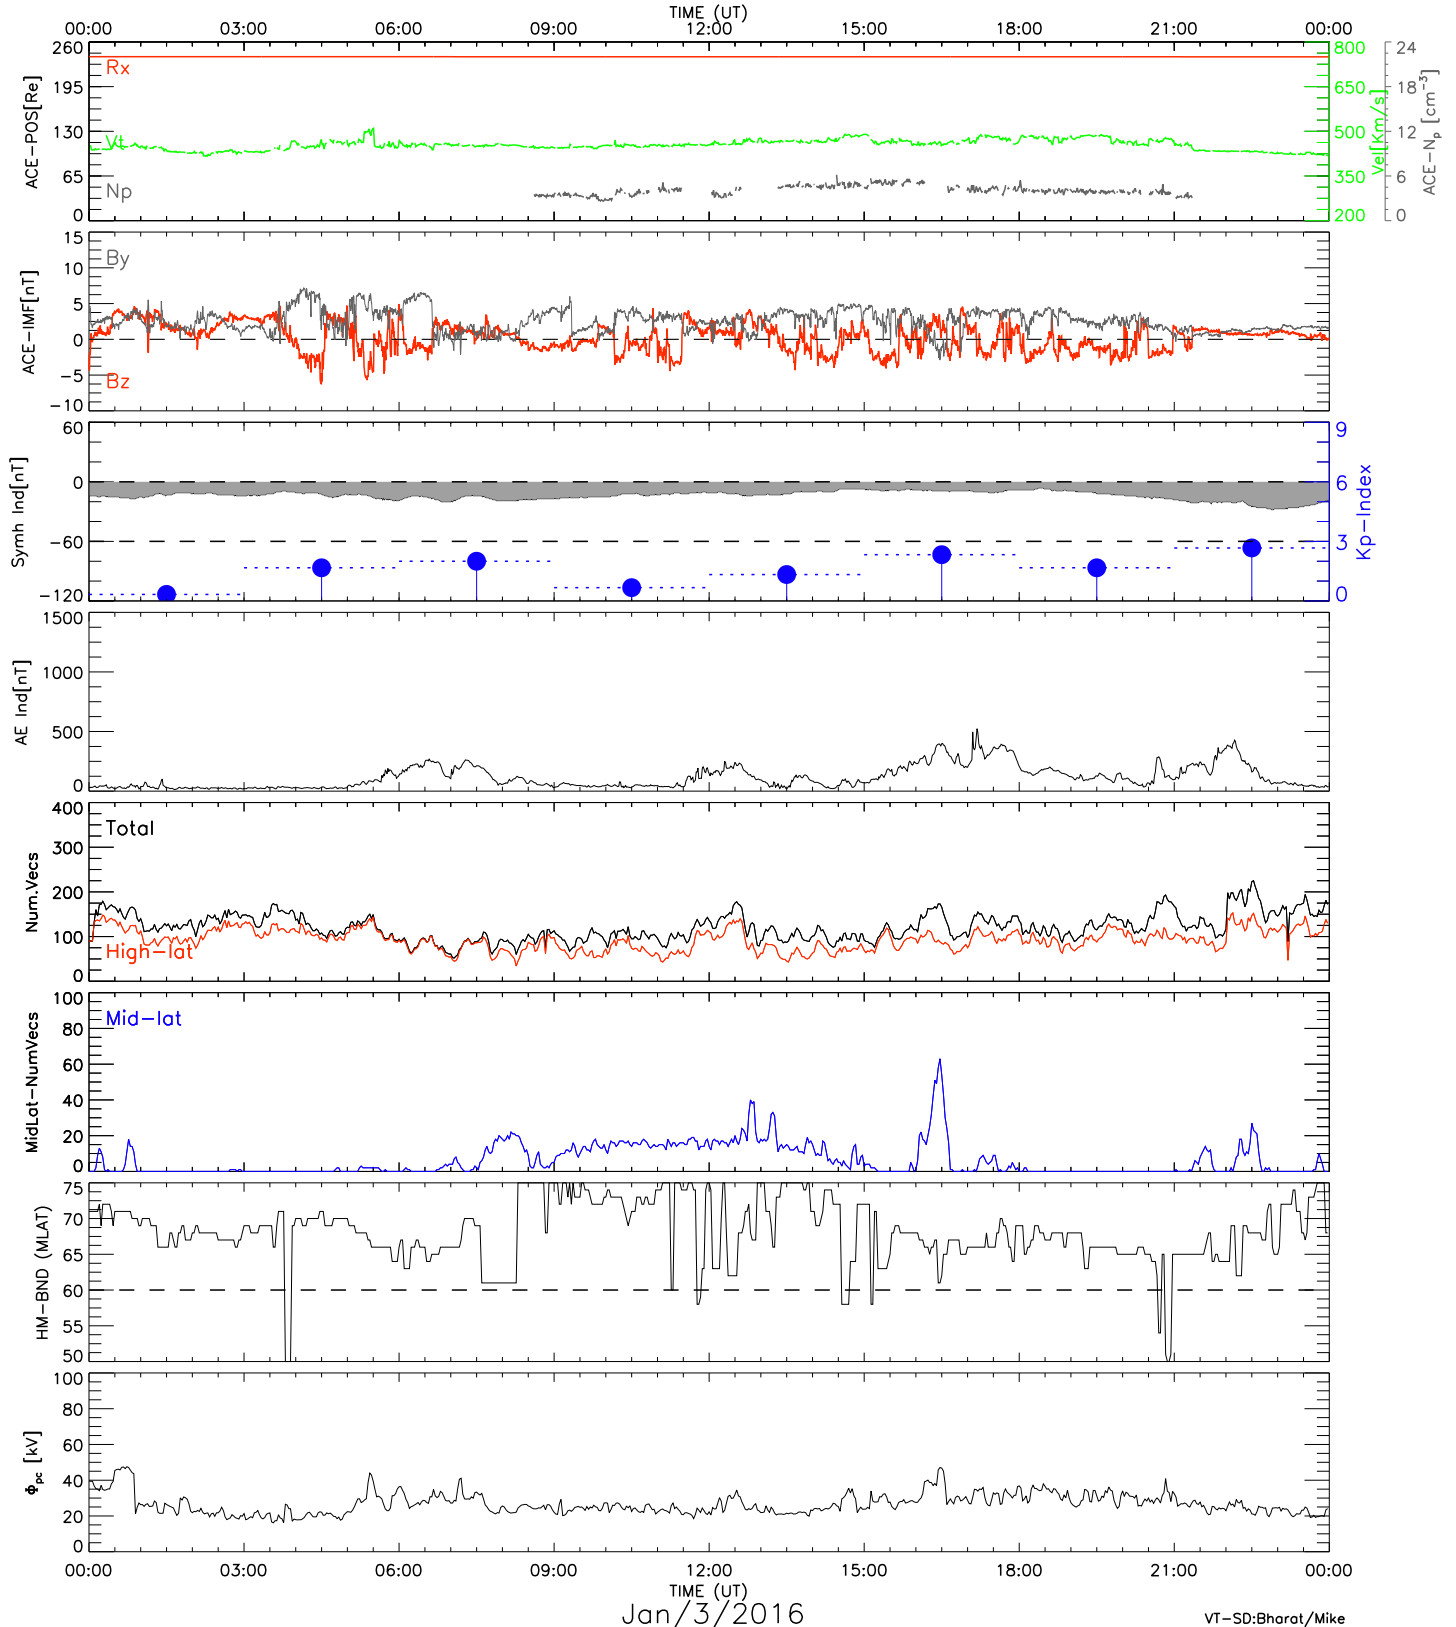 TIME (UT)
00:00 03:00 06:00 09:00 12:00 15:00 18:00 21:00 00:00
ACE-POS[Re]
260
195
130
65
0
Rx
Vt
Np
800
650
500
350
200
Vel[Km/s]
24
18
12
6
0
ACE-Np [cm-3]
ACE-IMF[nT]
15
10
5
0
-5
-10
By
Bz
Symh Ind[nT]
60
0
-60
-120
9
6
3
0
Kp-Index
AE Ind[nT]
1500
1000
500
0
Num.Vecs
400
300
200
100
0
Total
High-lat
MidLat-NumVecs
100
80
60
40
20
0
Mid-lat
HM-BND (MLAT)
75
70
65
60
55
50
Φpc [kV]
100
80
60
40
20
0
00:00 03:00 06:00 09:00 12:00 15:00 18:00 21:00 00:00
TIME (UT)
Jan/3/2016
VT-SD:Bharat/Mike